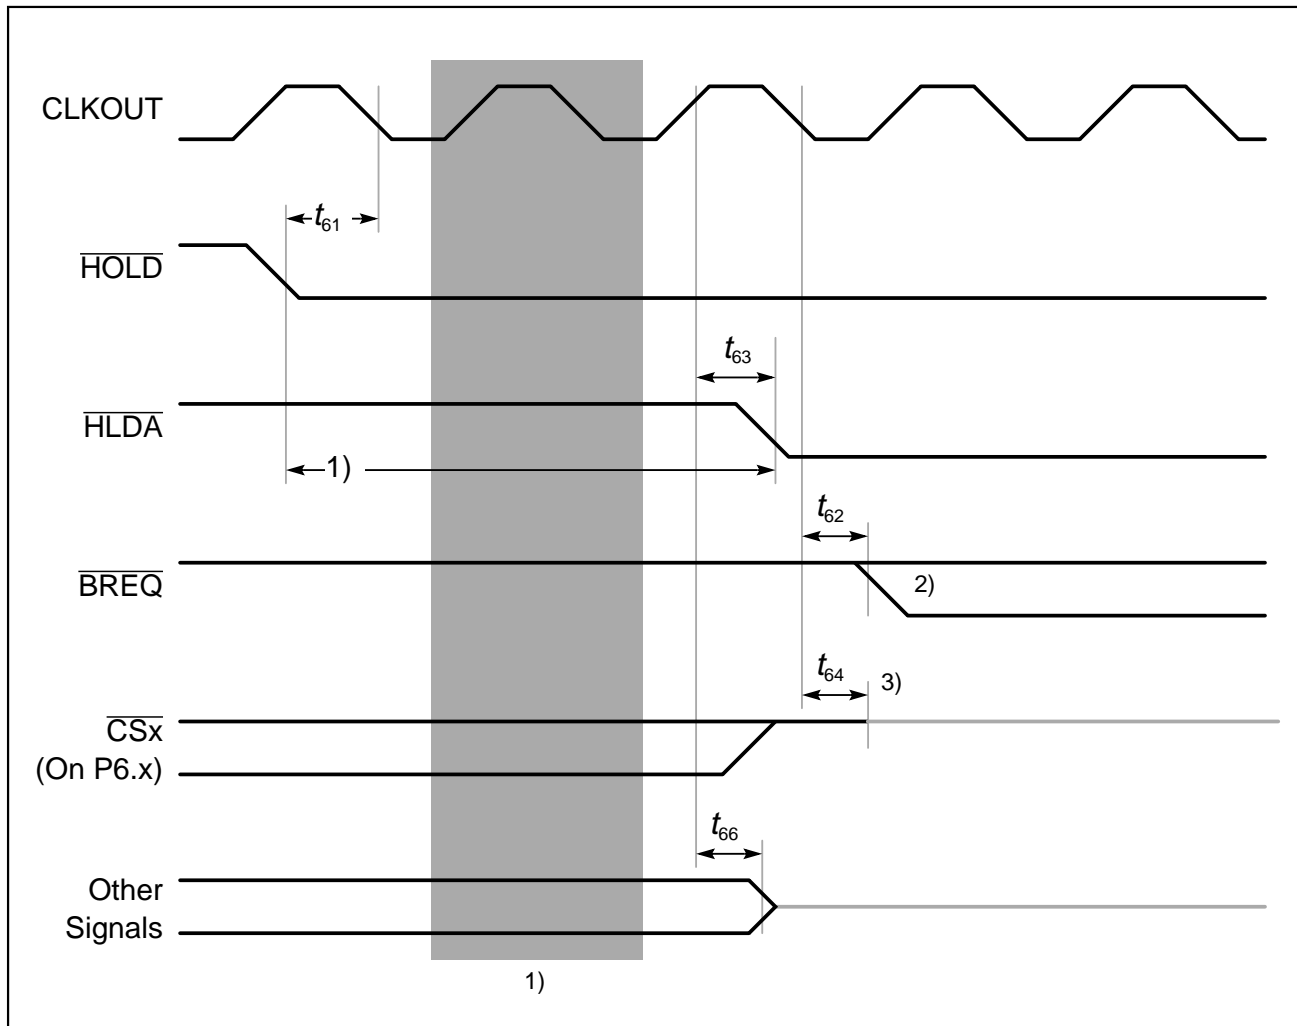 CLKOUT
t61
HOLD
t63
HLDA
1)
t62
BREQ
2)
t64
3)
CSx
(On P6.x)
t66
Other
Signals
1)